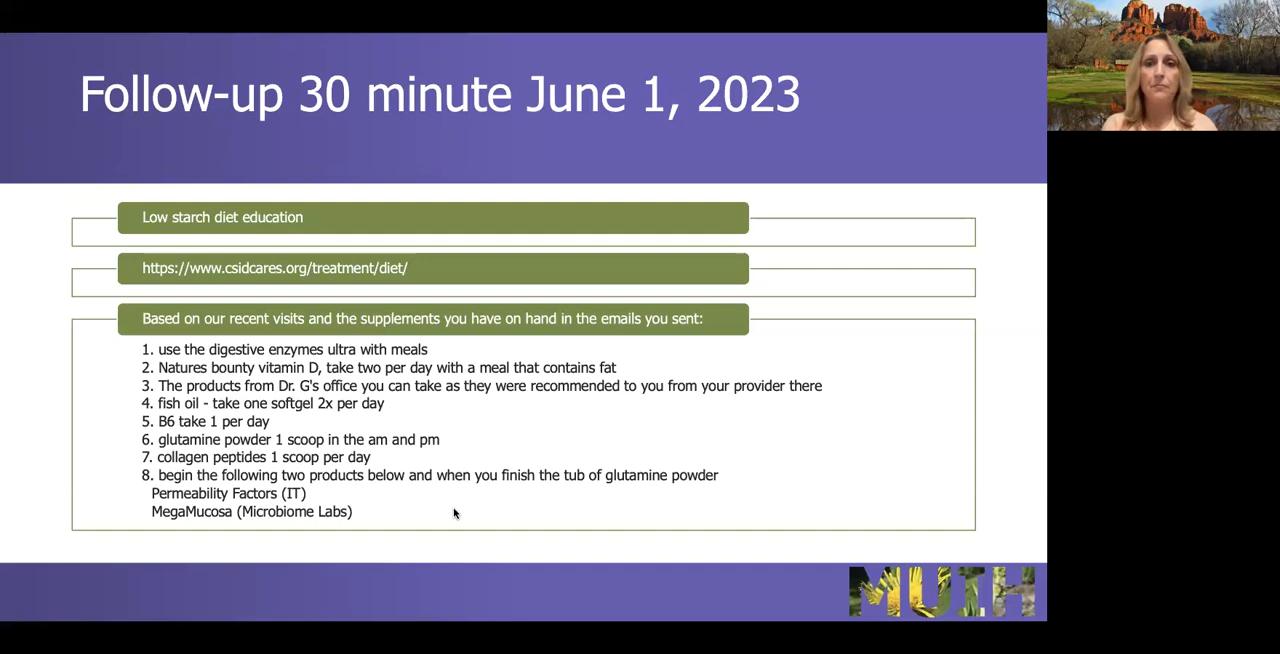 Follow-up 30 minute June 1, 2023
Low starch diet education
https://www.csidcares.org/treatment/diet/
Based on our recent visits and the supplements you have on hand in the emails you sent:
1. use the digestive enzymes ultra with meals
2. Natures bounty vitamin D, take two per day with a meal that contains fat
3. The products from Dr. G's office you can take as they were recommended to you from your provider there
4. fish oil - take one softgel 2x per day
5. B6 take 1 per day
6. glutamine powder 1 scoop in the am and pm
7. collagen peptides 1 scoop per day
8. begin the following two products below and when you finish the tub of glutamine powder
Permeability Factors (IT)
MegaMucosa (Microbiome Labs)
MUIH